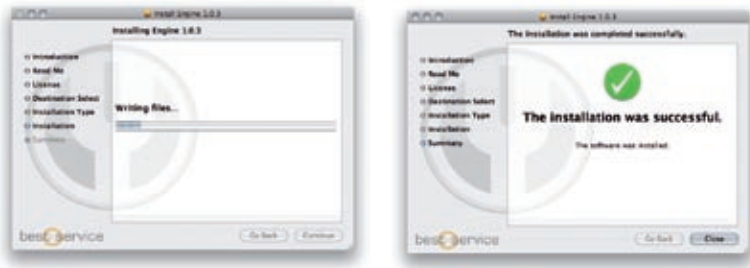 Install Engine 1.0.3
Installing Engine 1.0.3
Introduction
Read Me
License
Destination Select
Installation Type
Installation
Summary
Writing files...
best service
Go Back
Continue
Install Engine 1.0.3
The installation was completed successfully.
Introduction
Read Me
License
Destination Select
Installation Type
Installation
Summary
The installation was successful.
The software was installed.
best service
Go Back
Close